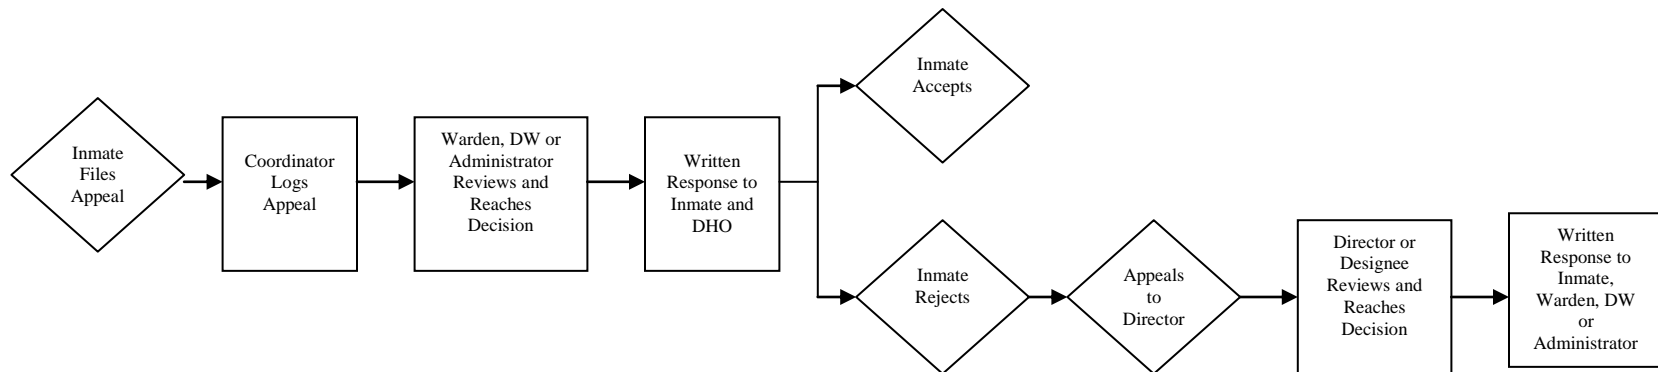 Inmate
Files
Appeal
Coordinator
Logs
Appeal
Warden, DW or
Administrator
Reviews and
Reaches
Decision
Written
Response to
Inmate and
DHO
Inmate
Accepts
Inmate
Rejects
Appeals
to
Director
Director or
Designee
Reviews and
Reaches
Decision
Written
Response to
Inmate,
Warden, DW
or
Administrator